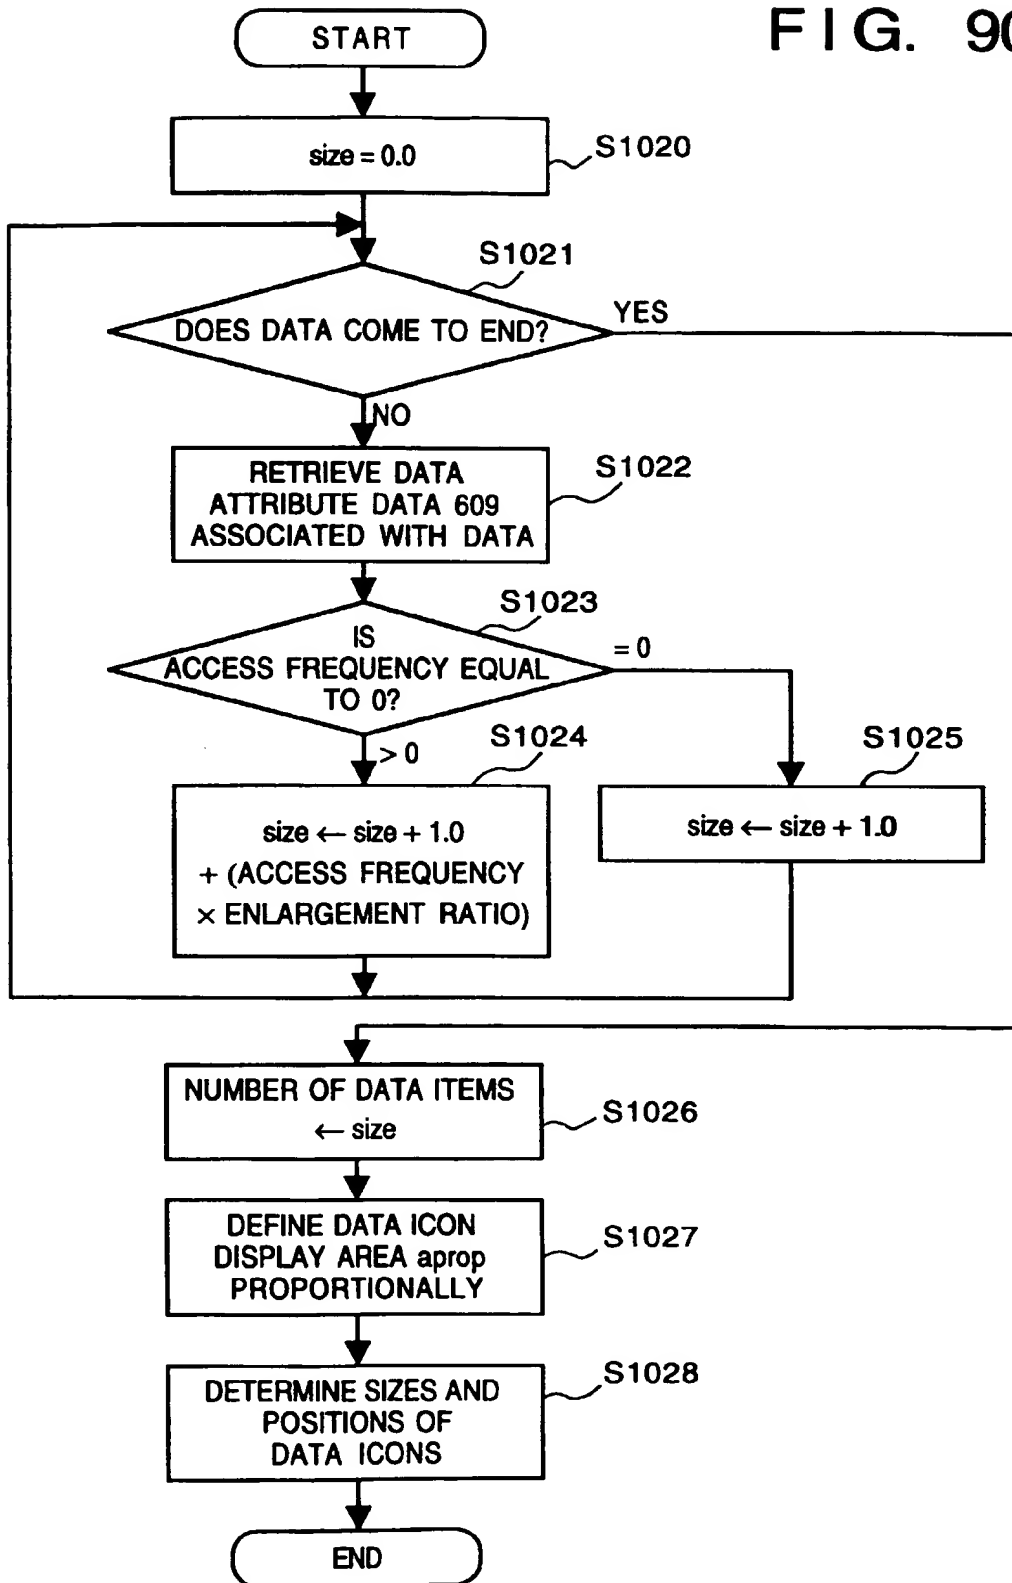 FIG. 90
START
size = 0.0
S1020
S1021
DOES DATA COME TO END?
YES
NO
RETRIEVE DATA
ATTRIBUTE DATA 609
ASSOCIATED WITH DATA
S1022
S1023
IS
ACCESS FREQUENCY EQUAL
TO 0?
= 0
> 0
S1024
size ← size + 1.0
+ (ACCESS FREQUENCY
× ENLARGEMENT RATIO)
S1025
size ← size + 1.0
NUMBER OF DATA ITEMS
← size
S1026
DEFINE DATA ICON
DISPLAY AREA aprop
PROPORTIONALLY
S1027
DETERMINE SIZES AND
POSITIONS OF
DATA ICONS
S1028
END